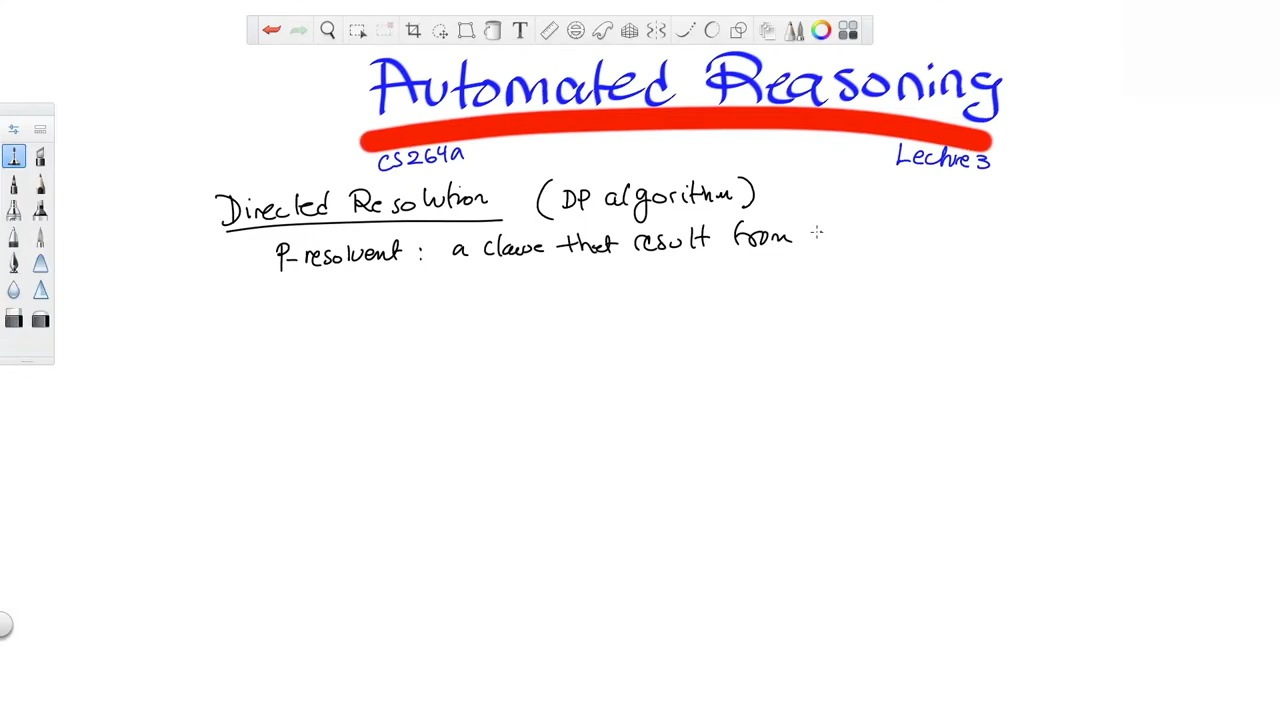 Automated Reasoning
CS264a
Lecture 3
Directed Resolution (DP algorithm)
P-resolvent: a clause that result from